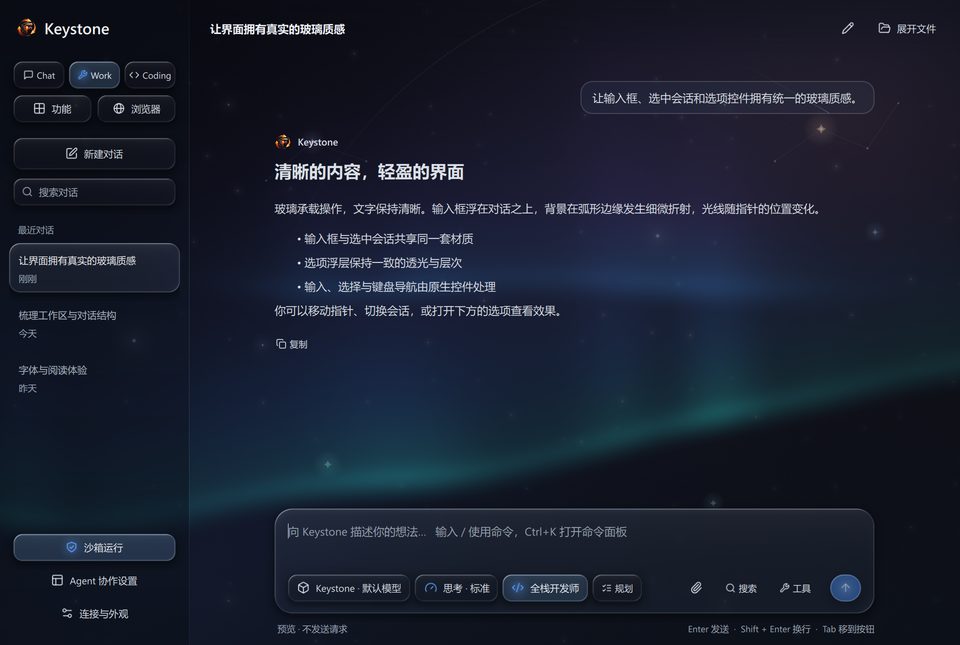 Keystone
Chat
Work
Coding
功能
浏览器
新建对话
搜索对话
最近对话
让界面拥有真实的玻璃质感
刚刚
梳理工作区与对话结构
今天
字体与阅读体验
昨天
沙箱运行
Agent 协作设置
连接与外观
让界面拥有真实的玻璃质感
展开文件
让输入框、选中会话和选项控件拥有统一的玻璃质感。
Keystone
清晰的内容，轻盈的界面
玻璃承载操作，文字保持清晰。输入框浮在对话之上，背景在弧形边缘发生细微折射，光线随指针的位置变化。
• 输入框与选中会话共享同一套材质
• 选项浮层保持一致的透光与层次
• 输入、选择与键盘导航由原生控件处理
你可以移动指针、切换会话，或打开下方的选项查看效果。
复制
向 Keystone 描述你的想法... 输入 / 使用命令，Ctrl+K 打开命令面板
Keystone · 默认模型
思考 · 标准
全栈开发师
规划
搜索
工具
预览 · 不发送请求
Enter 发送 · Shift + Enter 换行 · Tab 移到按钮